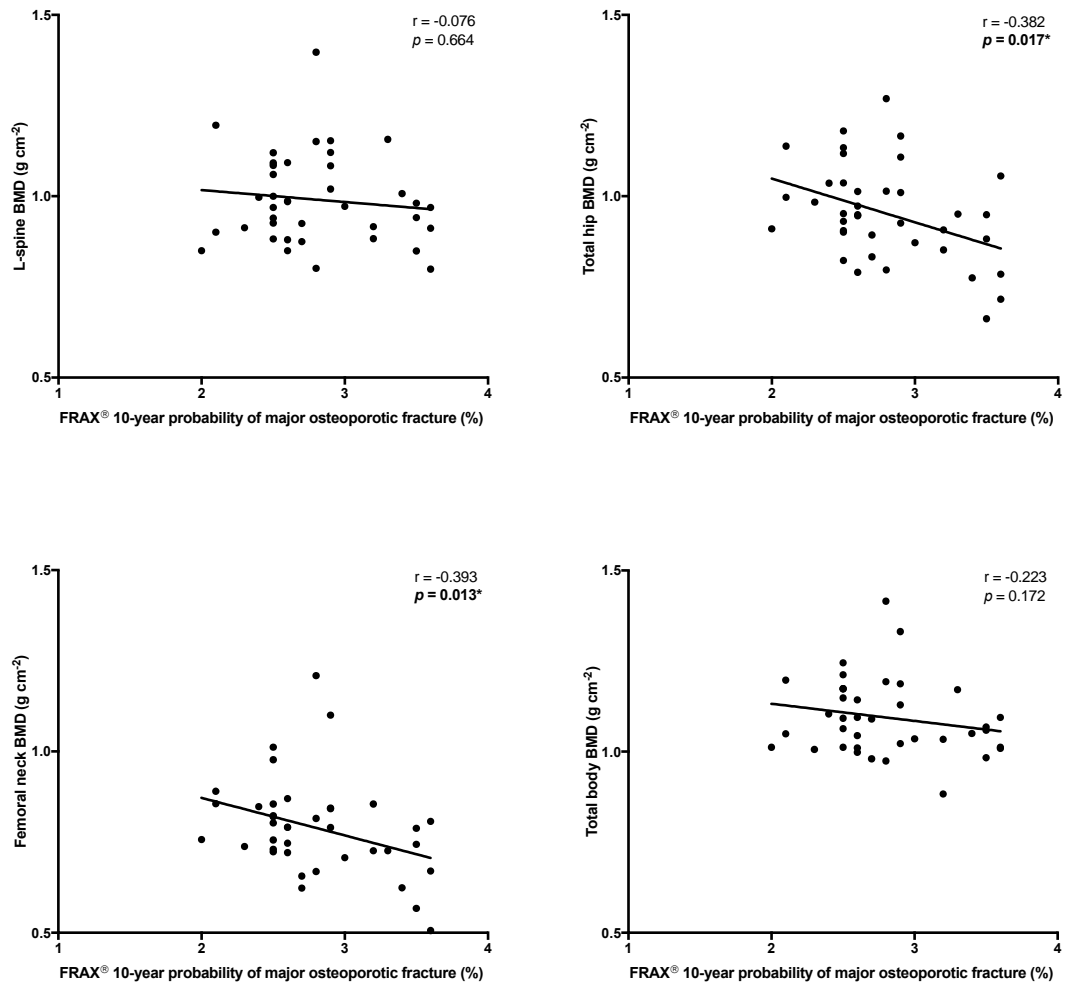 1.5
r = -0.076
p = 0.664
L-spine BMD (g cm⁻²)
1.0
0.5
1
2
3
4
FRAX® 10-year probability of major osteoporotic fracture (%)
1.5
r = -0.382
p = 0.017*
Total hip BMD (g cm⁻²)
1.0
0.5
1
2
3
4
FRAX® 10-year probability of major osteoporotic fracture (%)
1.5
r = -0.393
p = 0.013*
Femoral neck BMD (g cm⁻²)
1.0
0.5
1
2
3
4
FRAX® 10-year probability of major osteoporotic fracture (%)
1.5
r = -0.223
p = 0.172
Total body BMD (g cm⁻²)
1.0
0.5
1
2
3
4
FRAX® 10-year probability of major osteoporotic fracture (%)